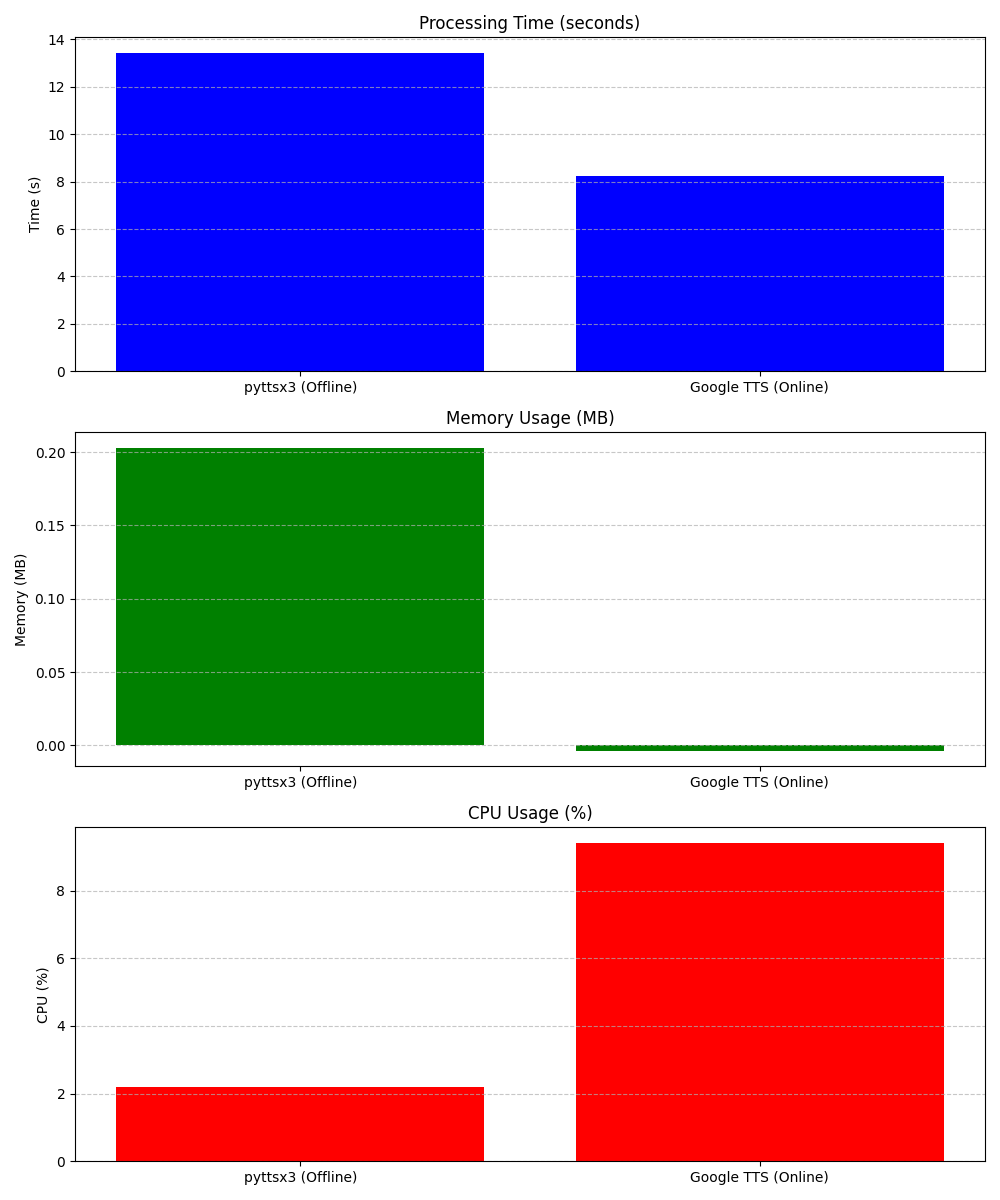 Processing Time (seconds)
Time (s)
14
12
10
8
6
4
2
0
pyttsx3 (Offline)
Google TTS (Online)
Memory Usage (MB)
Memory (MB)
0.20
0.15
0.10
0.05
0.00
pyttsx3 (Offline)
Google TTS (Online)
CPU Usage (%)
CPU (%)
8
6
4
2
0
pyttsx3 (Offline)
Google TTS (Online)